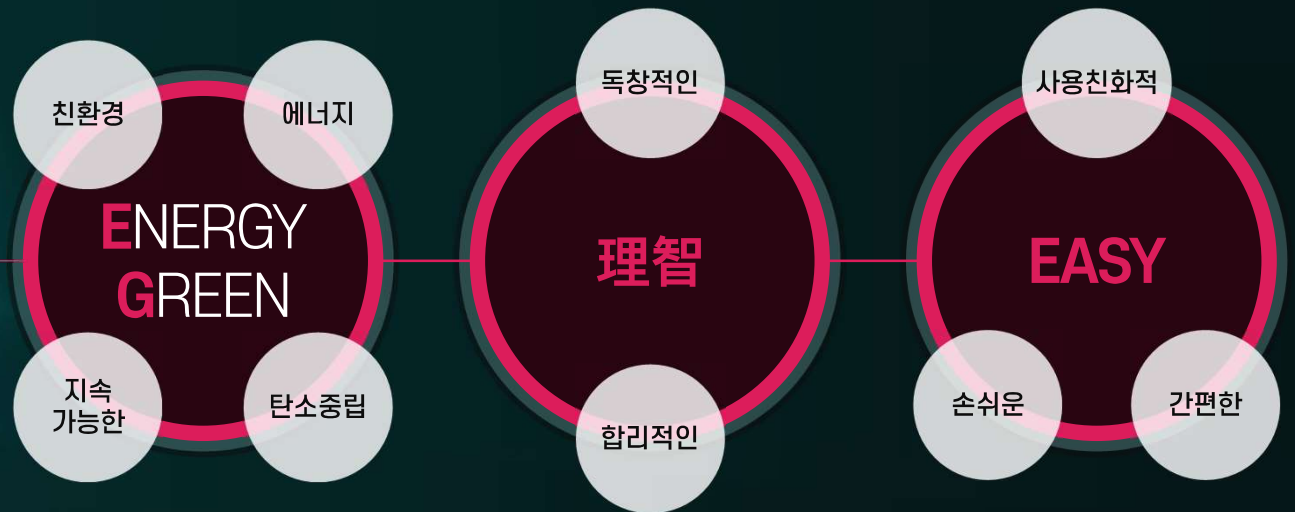 친환경
에너지
ENERGY
GREEN
지속
가능한
탄소중립
독창적인
理智
합리적인
사용친화적
EASY
손쉬운
간편한